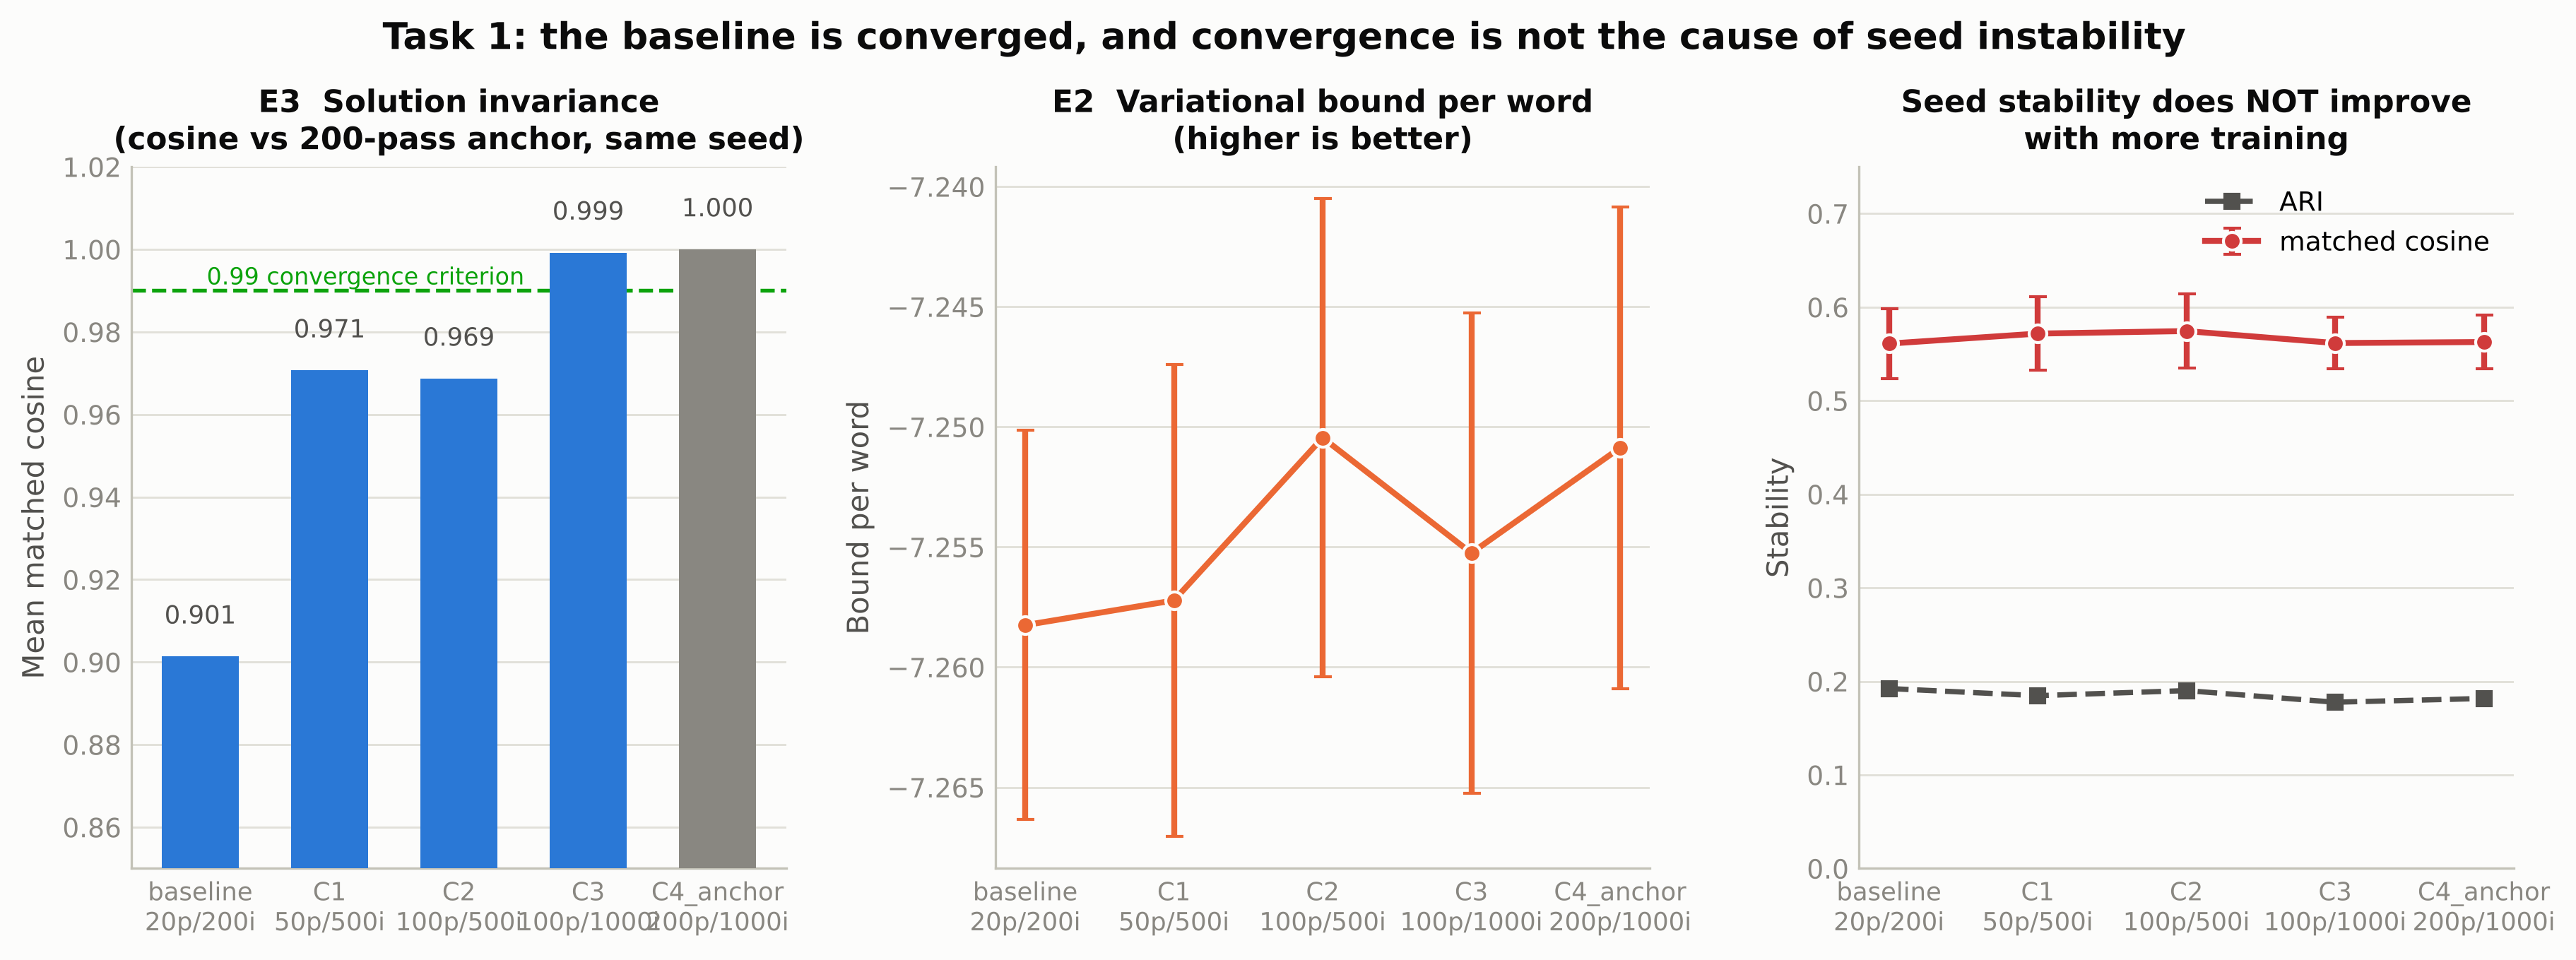 Task 1: the baseline is converged, and convergence is not the cause of seed instability
E3  Solution invariance
(cosine vs 200-pass anchor, same seed)
Mean matched cosine
1.02
1.00
0.98
0.96
0.94
0.92
0.90
0.88
0.86
0.99 convergence criterion
0.901
0.971
0.969
0.999
1.000
baseline
20p/200i
C1
50p/500i
C2
100p/500i
C3
100p/1000i
C4_anchor
200p/1000i
E2  Variational bound per word
(higher is better)
Bound per word
−7.240
−7.245
−7.250
−7.255
−7.260
−7.265
baseline
20p/200i
C1
50p/500i
C2
100p/500i
C3
100p/1000i
C4_anchor
200p/1000i
Seed stability does NOT improve
with more training
Stability
0.7
0.6
0.5
0.4
0.3
0.2
0.1
0.0
ARI
matched cosine
baseline
20p/200i
C1
50p/500i
C2
100p/500i
C3
100p/1000i
C4_anchor
200p/1000i